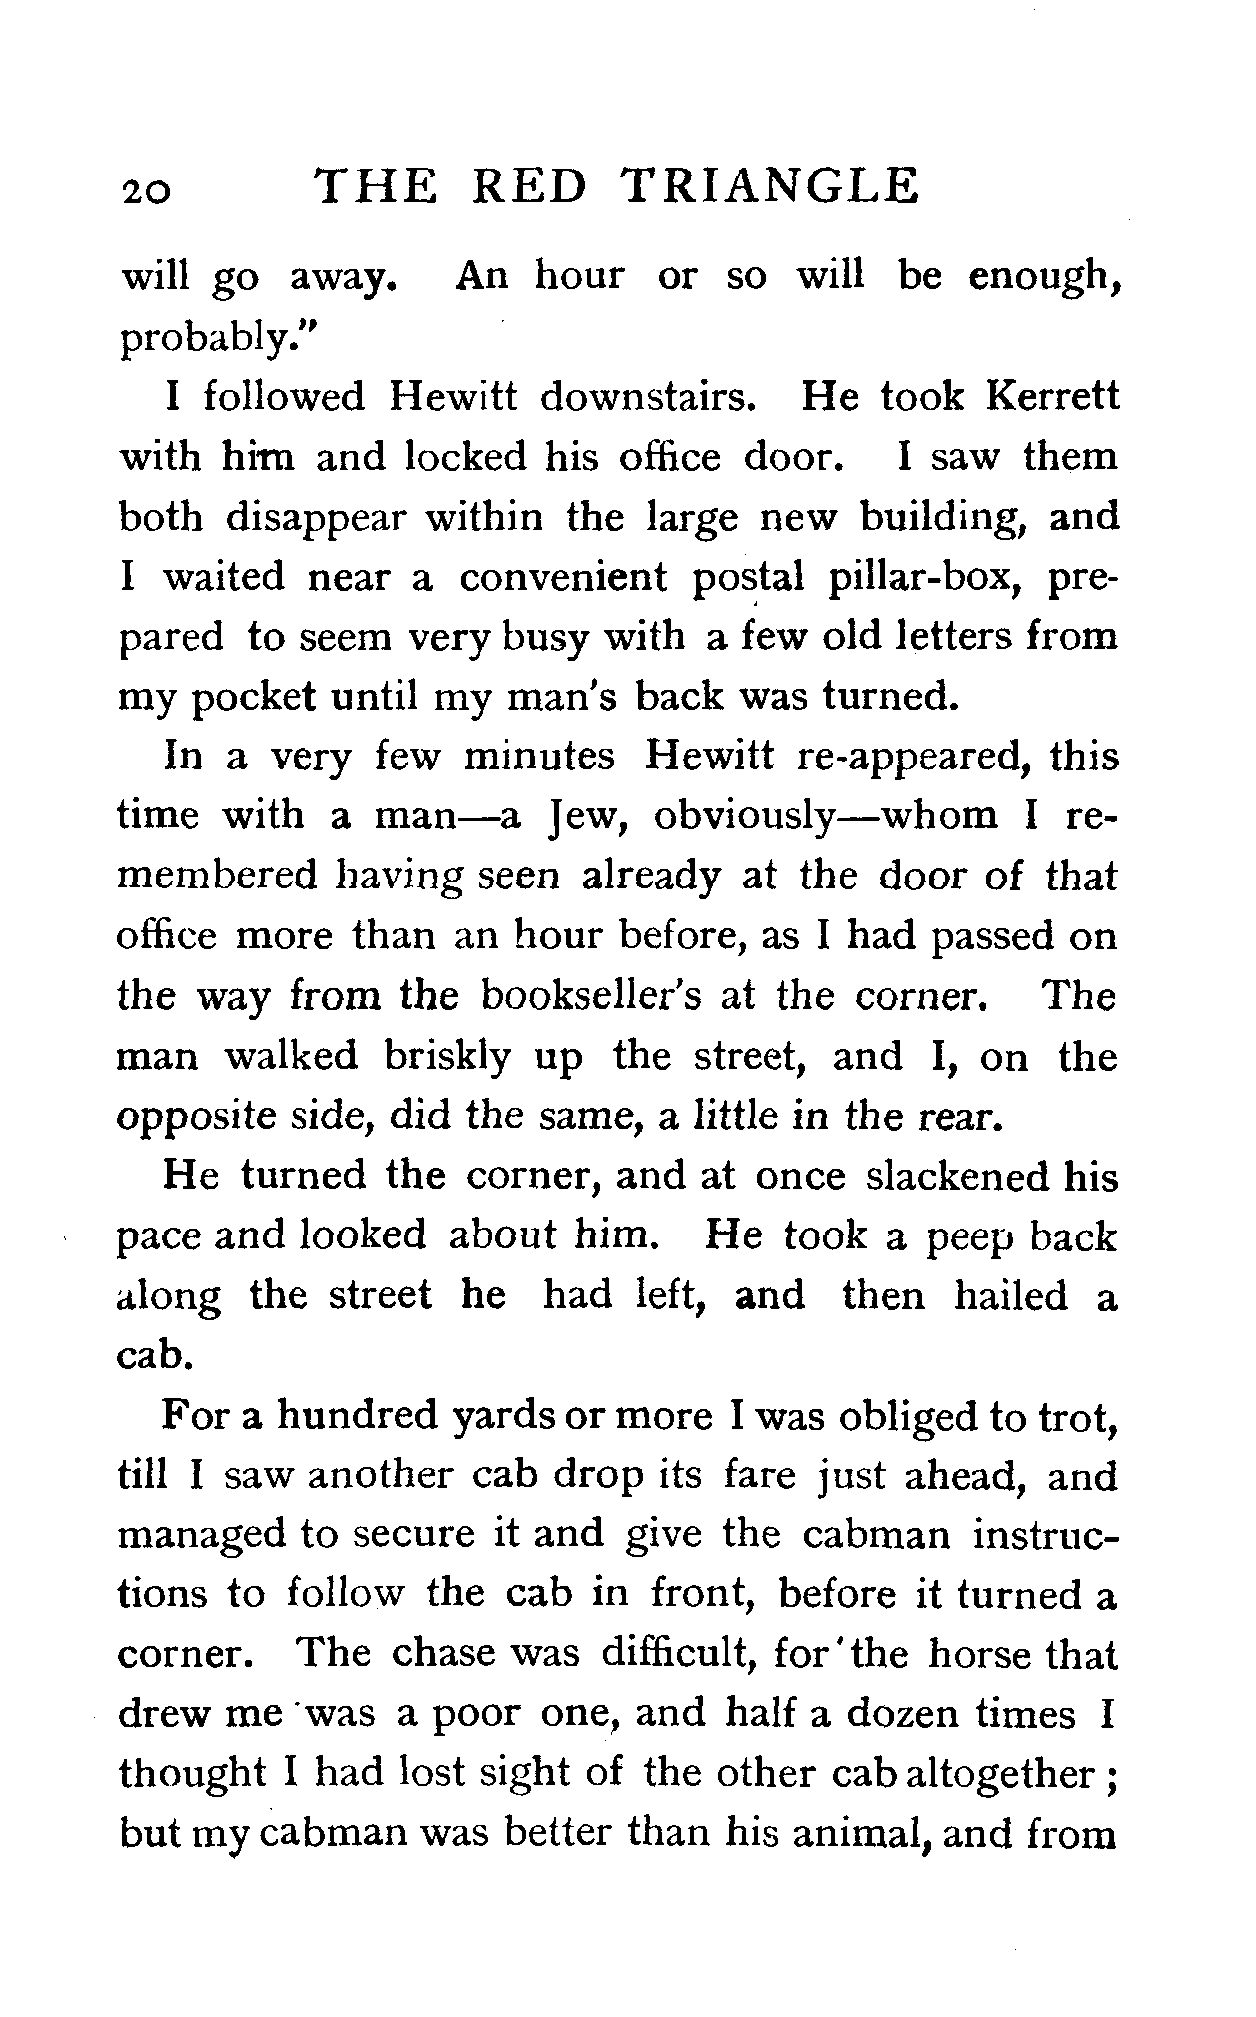 20 THE RED TRIANGLE
will go away. An hour or so will be enough,
probably."
I followed Hewitt downstairs. He took Kerrett
with him and locked his office door. I saw them
both disappear within the large new building, and
I waited near a convenient postal pillar-box, pre-
pared to seem very busy with a few old letters from
my pocket until my man's back was turned.
In a very few minutes Hewitt re-appeared, this
time with a man—a Jew, obviously—whom I re-
membered having seen already at the door of that
office more than an hour before, as I had passed on
the way from the bookseller's at the corner. The
man walked briskly up the street, and I, on the
opposite side, did the same, a little in the rear.
He turned the corner, and at once slackened his
pace and looked about him. He took a peep back
along the street he had left, and then hailed a
cab.
For a hundred yards or more I was obliged to trot,
till I saw another cab drop its fare just ahead, and
managed to secure it and give the cabman instruc-
tions to follow the cab in front, before it turned a
corner. The chase was difficult, for the horse that
drew me was a poor one, and half a dozen times I
thought I had lost sight of the other cab altogether ;
but my cabman was better than his animal, and from